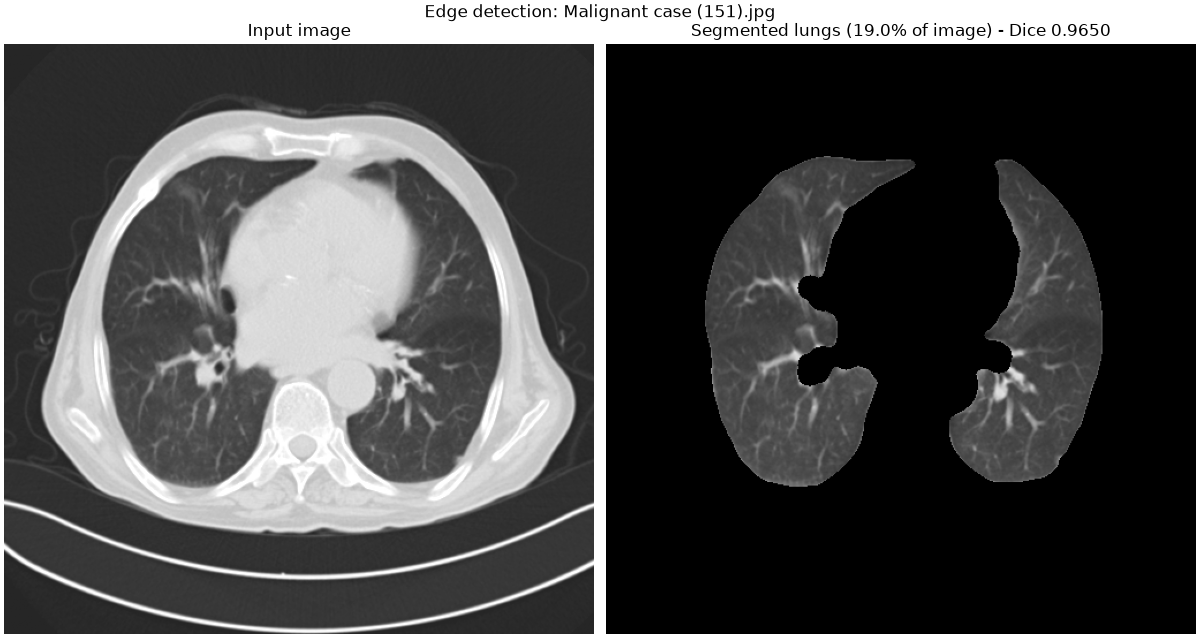 Edge detection: Malignant case (151).jpg
Input image
Segmented lungs (19.0% of image) - Dice 0.9650